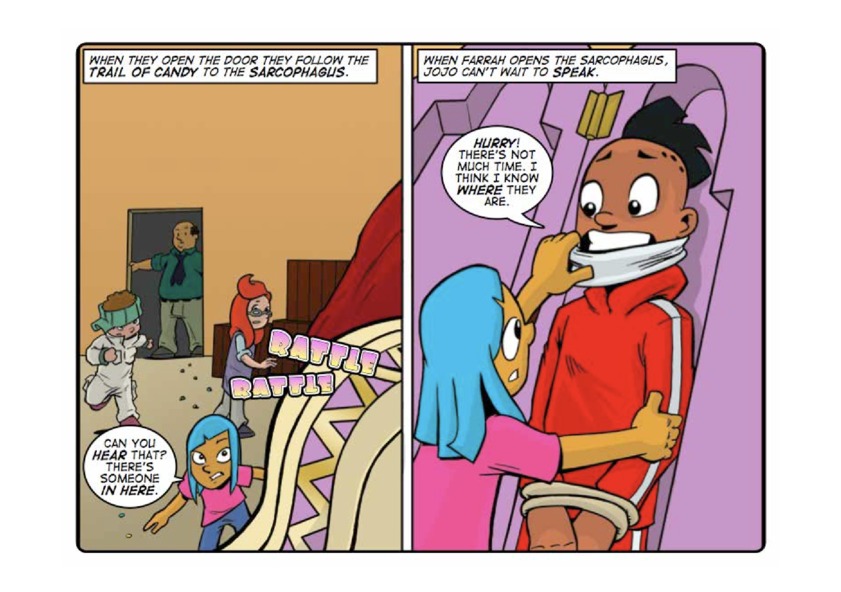 WHEN THEY OPEN THE DOOR THEY FOLLOW THE
TRAIL OF CANDY TO THE SARCOPHAGUS.
RATTLE
RATTLE
CAN YOU
HEAR THAT?
THERE'S
SOMEONE
IN HERE.
WHEN FARRAH OPENS THE SARCOPHAGUS,
JOJO CAN'T WAIT TO SPEAK.
HURRY!
THERE'S NOT
MUCH TIME. I
THINK I KNOW
WHERE THEY
ARE.